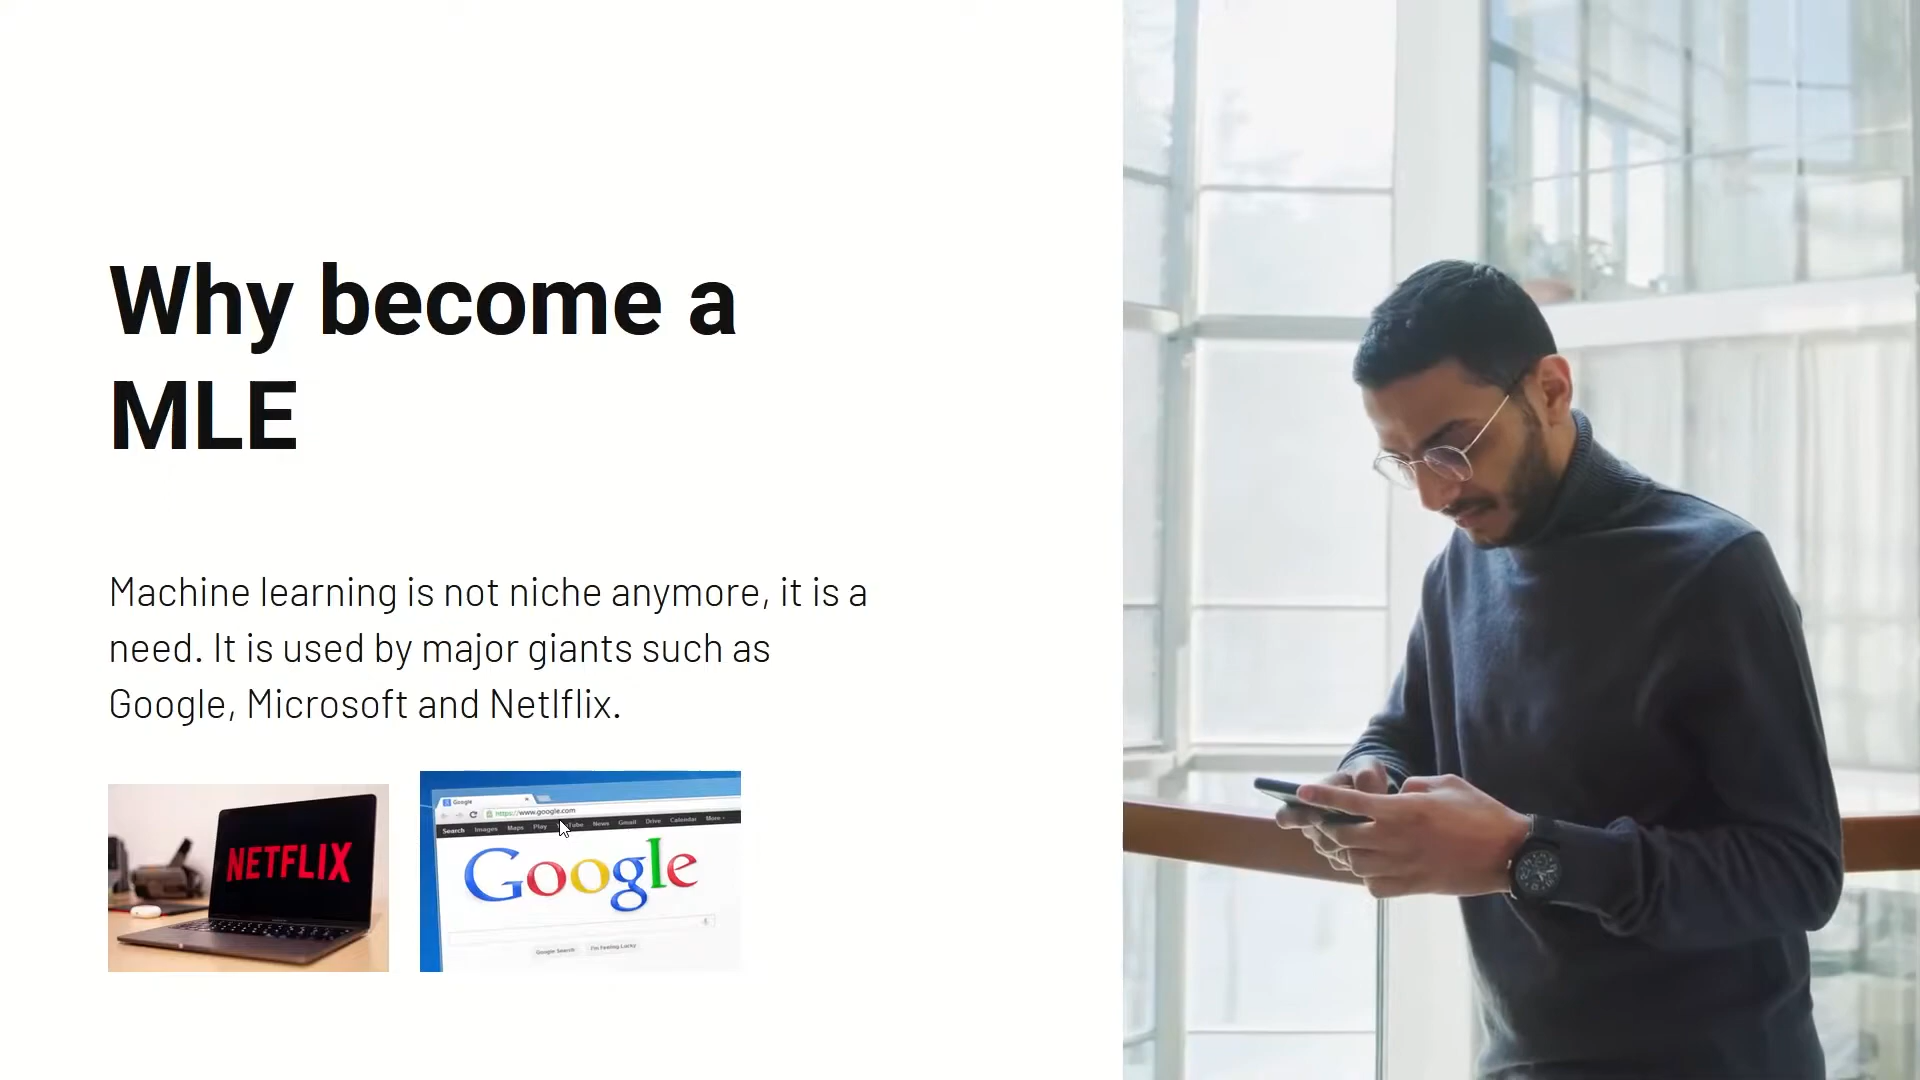 Why become a
MLE
Machine learning is not niche anymore, it is a
need. It is used by major giants such as
Google, Microsoft and Netlflix.
NETFLIX
Google
https://www.google.com
Search Images Maps Play YouTube News Gmail Drive Calendar More
Google
Google Search I'm Feeling Lucky